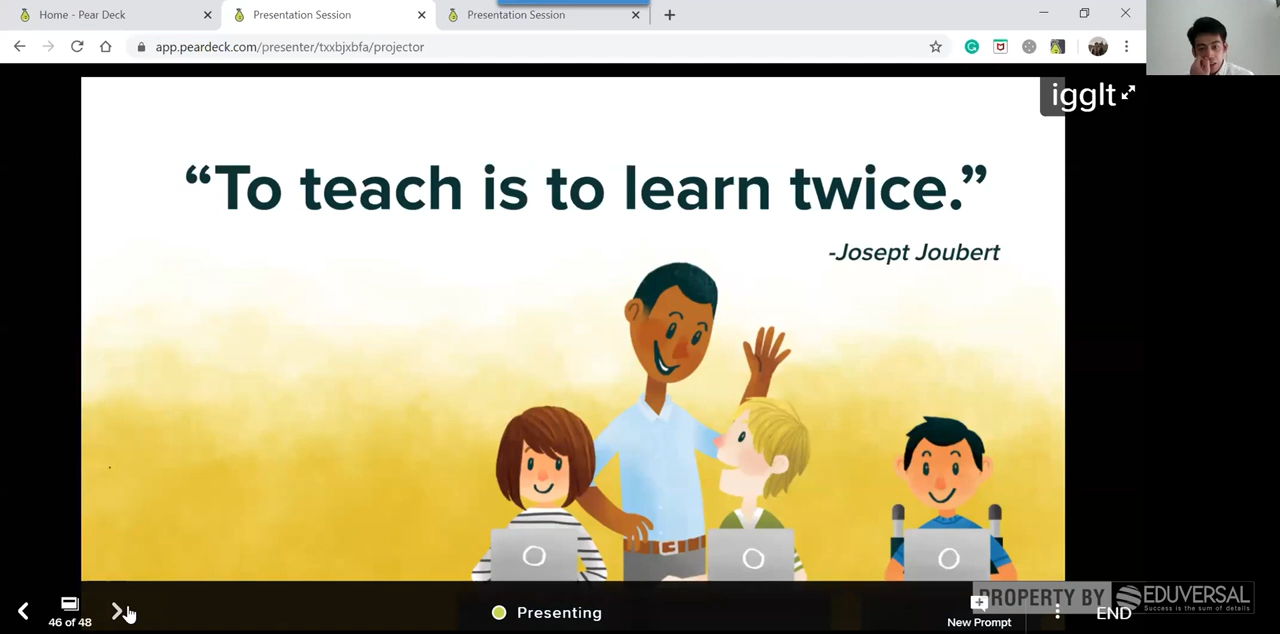 Home - Pear Deck
Presentation Session
Presentation Session
app.peardeck.com/presenter/txxbjxbfa/projector
igglt
“To teach is to learn twice.”
-Josept Joubert
46 of 48
Presenting
New Prompt
END
PROPERTY BY
EDUVERSAL
Success is the sum of details